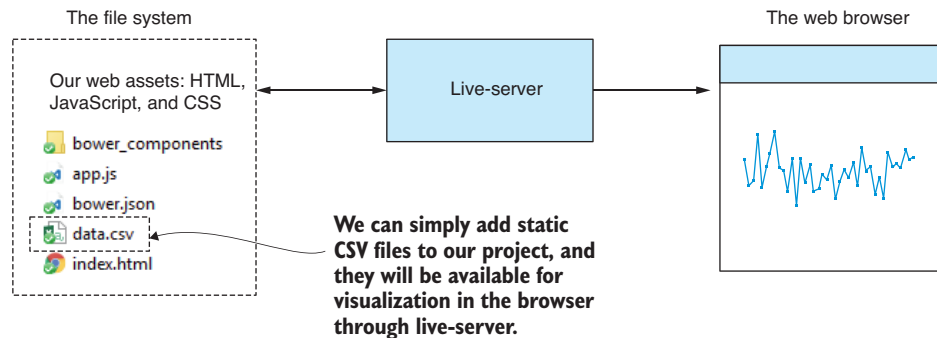 The file system
Our web assets: HTML,
JavaScript, and CSS
bower_components
app.js
bower.json
data.csv
index.html
Live-server
We can simply add static
CSV files to our project, and
they will be available for
visualization in the browser
through live-server.
The web browser